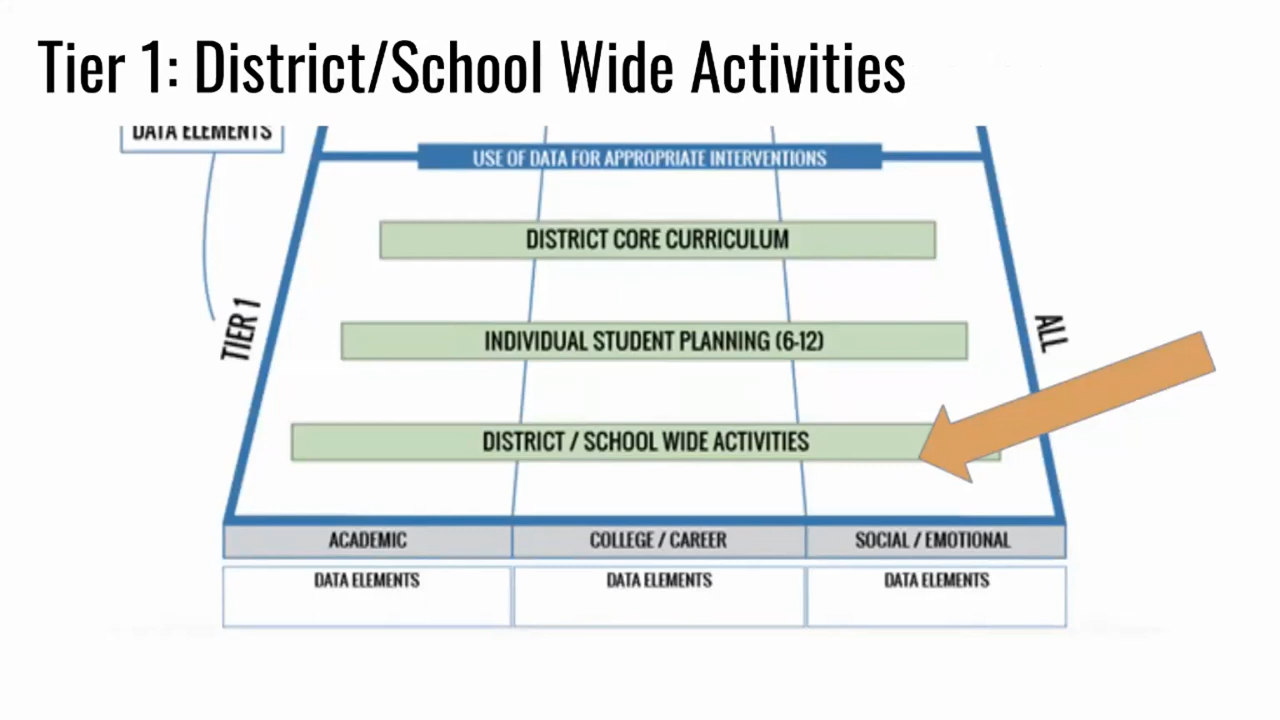 Tier 1: District/School Wide Activities
DATA ELEMENTS
USE OF DATA FOR APPROPRIATE INTERVENTIONS
DISTRICT CORE CURRICULUM
TIER 1
INDIVIDUAL STUDENT PLANNING (6-12)
ALL
DISTRICT / SCHOOL WIDE ACTIVITIES
ACADEMIC
COLLEGE / CAREER
SOCIAL / EMOTIONAL
DATA ELEMENTS
DATA ELEMENTS
DATA ELEMENTS